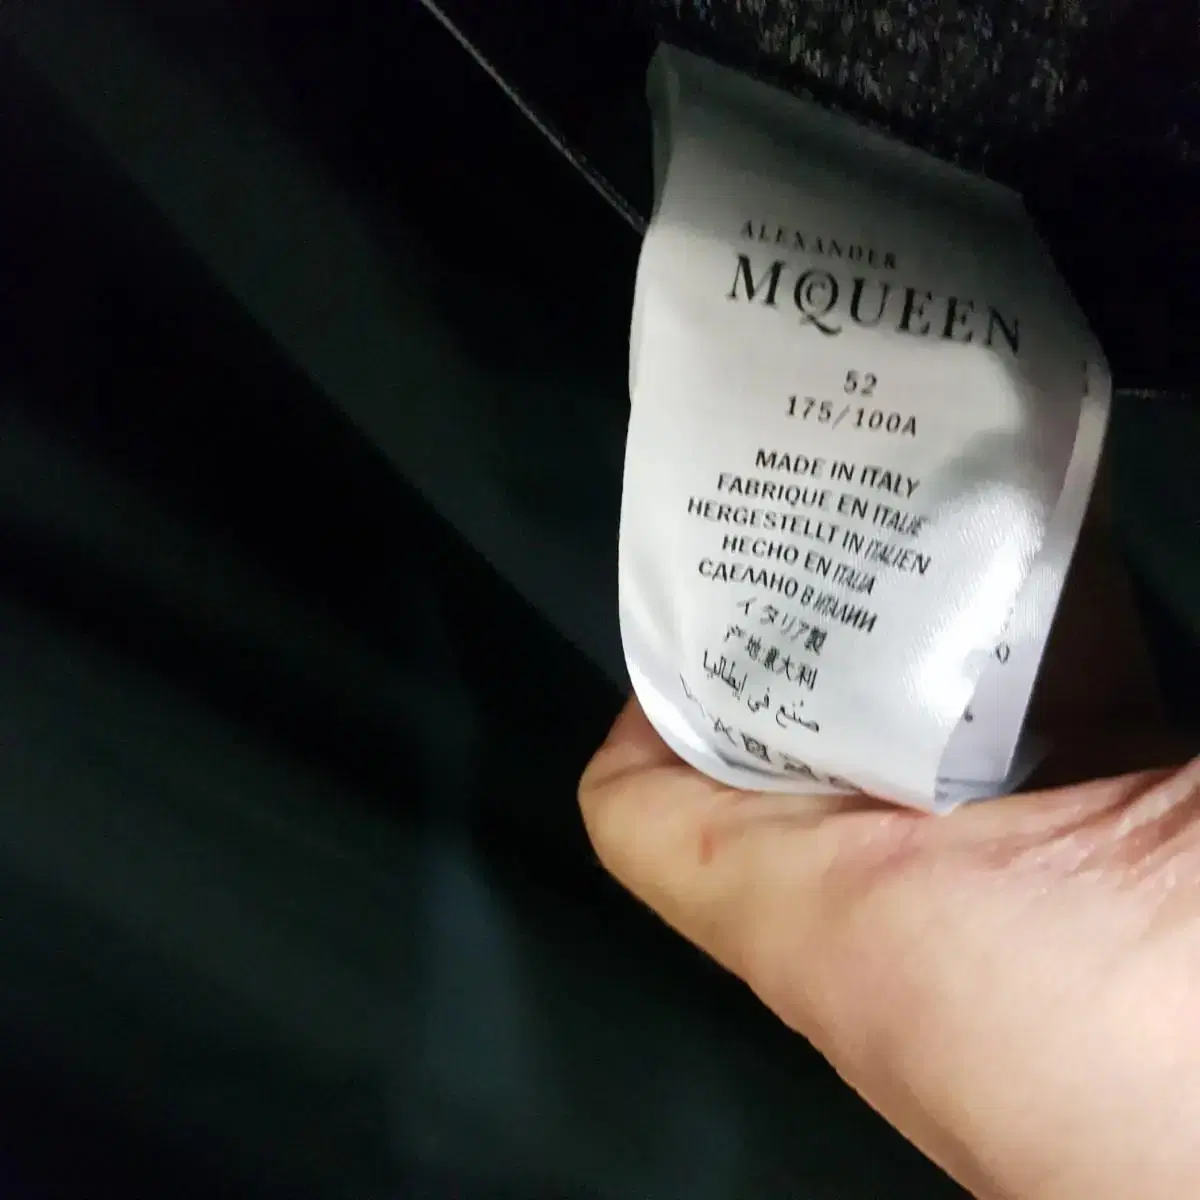 ALEXANDER
MCQUEEN
52
175/100A
MADE IN ITALY
FABRIQUE EN ITALIE
HERGESTELLT IN ITALIEN
HECHO EN ITALIA
СДЕЛАНО В ИТАЛИИ
イタリア製
产地意大利
صنع في إيطاليا